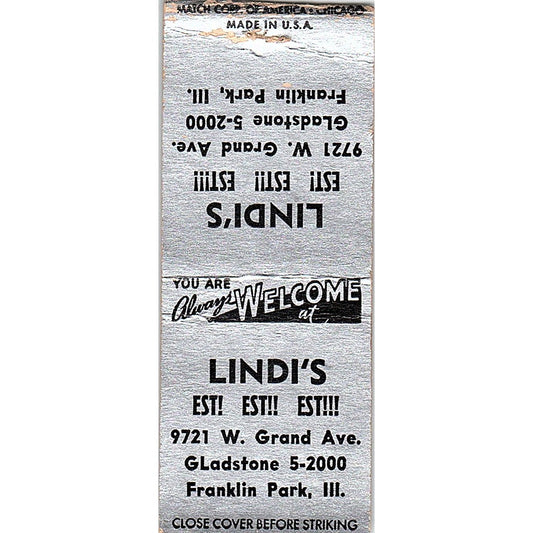 MATCH CORP. OF AMERICA • CHICAGO
MADE IN U.S.A.
LINDI'S
EST! EST!! EST!!!
9721 W. Grand Ave.
GLadstone 5-2000
Franklin Park, Ill.
YOU ARE
Always WELCOME
at
LINDI'S
EST! EST!! EST!!!
9721 W. Grand Ave.
GLadstone 5-2000
Franklin Park, Ill.
CLOSE COVER BEFORE STRIKING